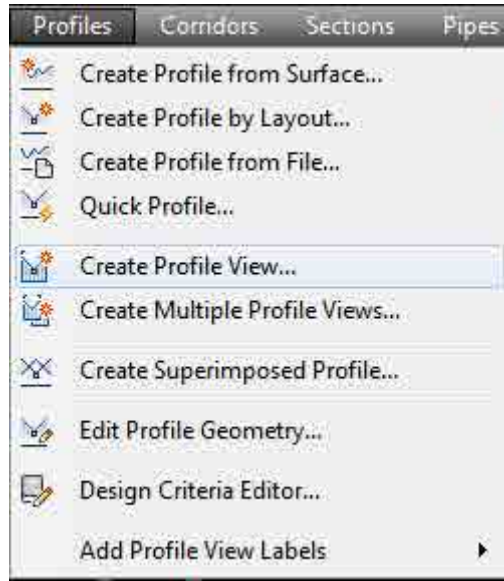 Profiles Corridors Sections Pipes
Create Profile from Surface...
Create Profile by Layout...
Create Profile from File...
Quick Profile...
Create Profile View...
Create Multiple Profile Views...
Create Superimposed Profile...
Edit Profile Geometry...
Design Criteria Editor...
Add Profile View Labels